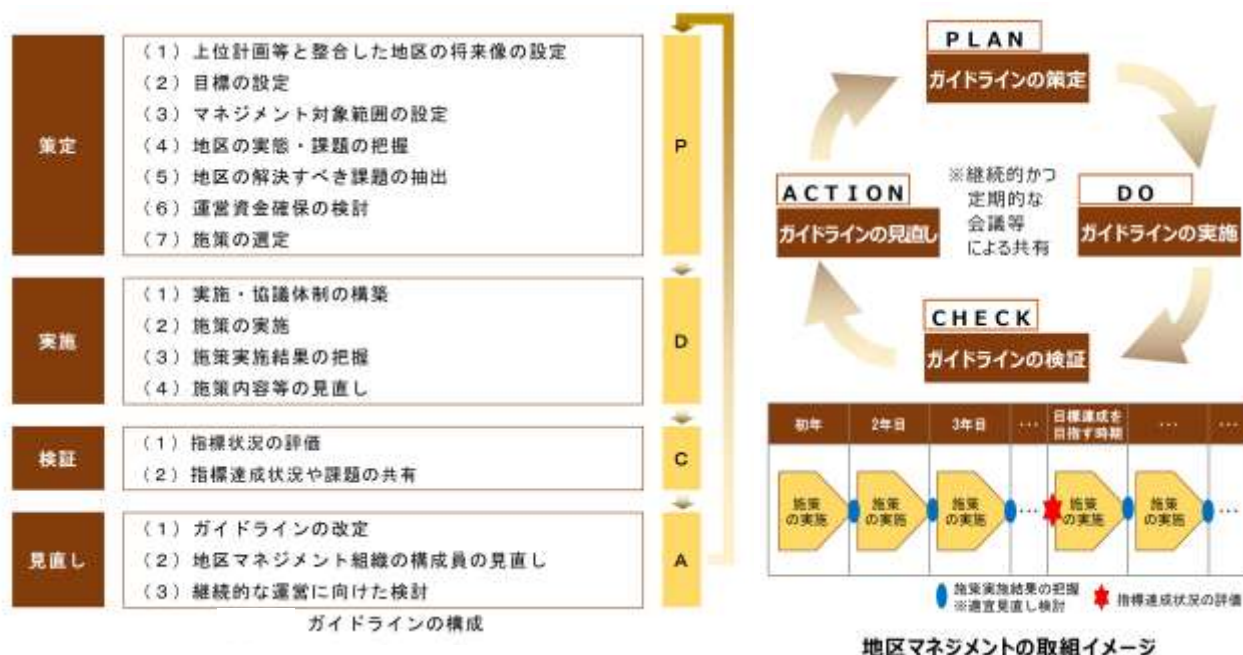 策定
(1)上位計画等と整合した地区の将来像の設定
(2)目標の設定
(3)マネジメント対象範囲の設定
(4)地区の実態・課題の把握
(5)地区の解決すべき課題の抽出
(6)運営資金確保の検討
(7)施策の選定
P
実施
(1)実施・協議体制の構築
(2)施策の実施
(3)施策実施結果の把握
(4)施策内容等の見直し
D
検証
(1)指標状況の評価
(2)指標達成状況や課題の共有
C
見直し
(1)ガイドラインの改定
(2)地区マネジメント組織の構成員の見直し
(3)継続的な運営に向けた検討
A
ガイドラインの構成
PLAN
ガイドラインの策定
ACTION
ガイドラインの見直し
※継続的かつ
定期的な
会議等
による共有
DO
ガイドラインの実施
CHECK
ガイドラインの検証
初年
2年目
3年目
・・・
目標達成を
目指す時期
・・・
・・・
施策
の実施
施策
の実施
施策
の実施
・・・
施策
の実施
施策
の実施
・・・
施策実施結果の把握
※適宜見直し検討
指標達成状況の評価
地区マネジメントの取組イメージ